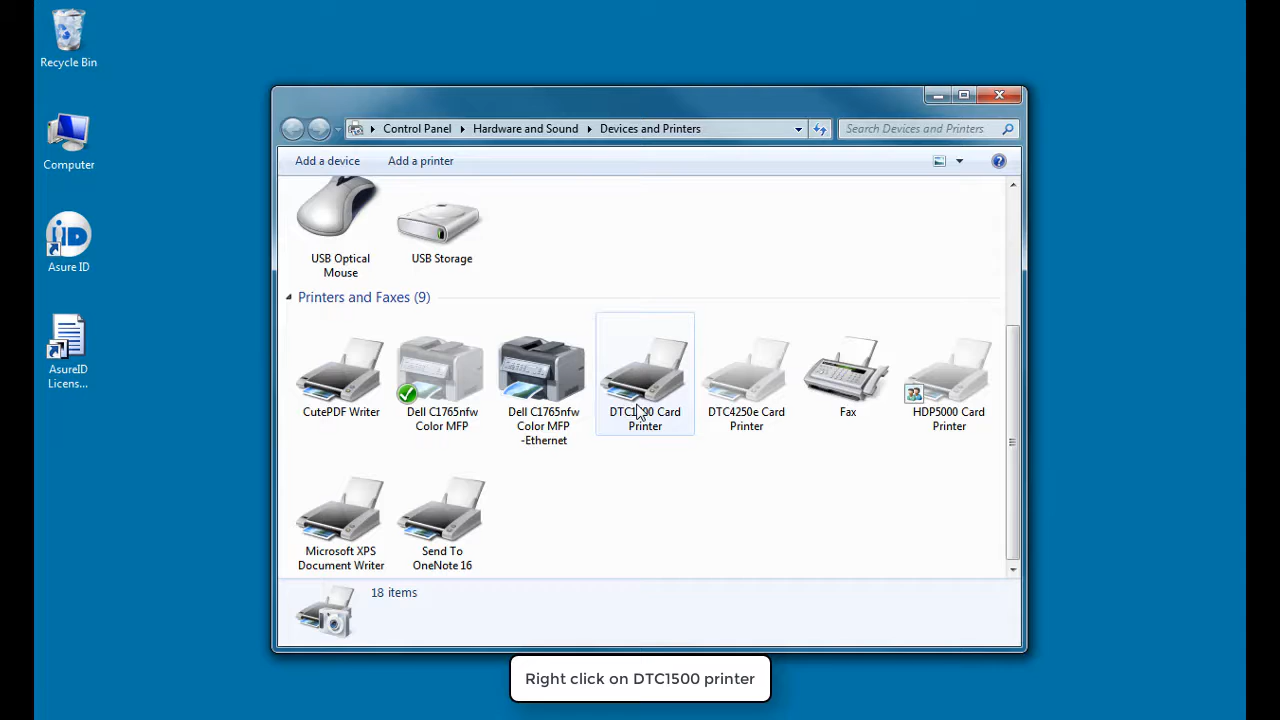 Recycle Bin
Computer
Asure ID
AsureID
Licens...
Control Panel
Hardware and Sound
Devices and Printers
Search Devices and Printers
Add a device
Add a printer
USB Optical
Mouse
USB Storage
Printers and Faxes (9)
CutePDF Writer
Dell C1765nfw
Color MFP
Dell C1765nfw
Color MFP
-Ethernet
DTC1500 Card
Printer
DTC4250e Card
Printer
Fax
HDP5000 Card
Printer
Microsoft XPS
Document Writer
Send To
OneNote 16
18 items
Right click on DTC1500 printer